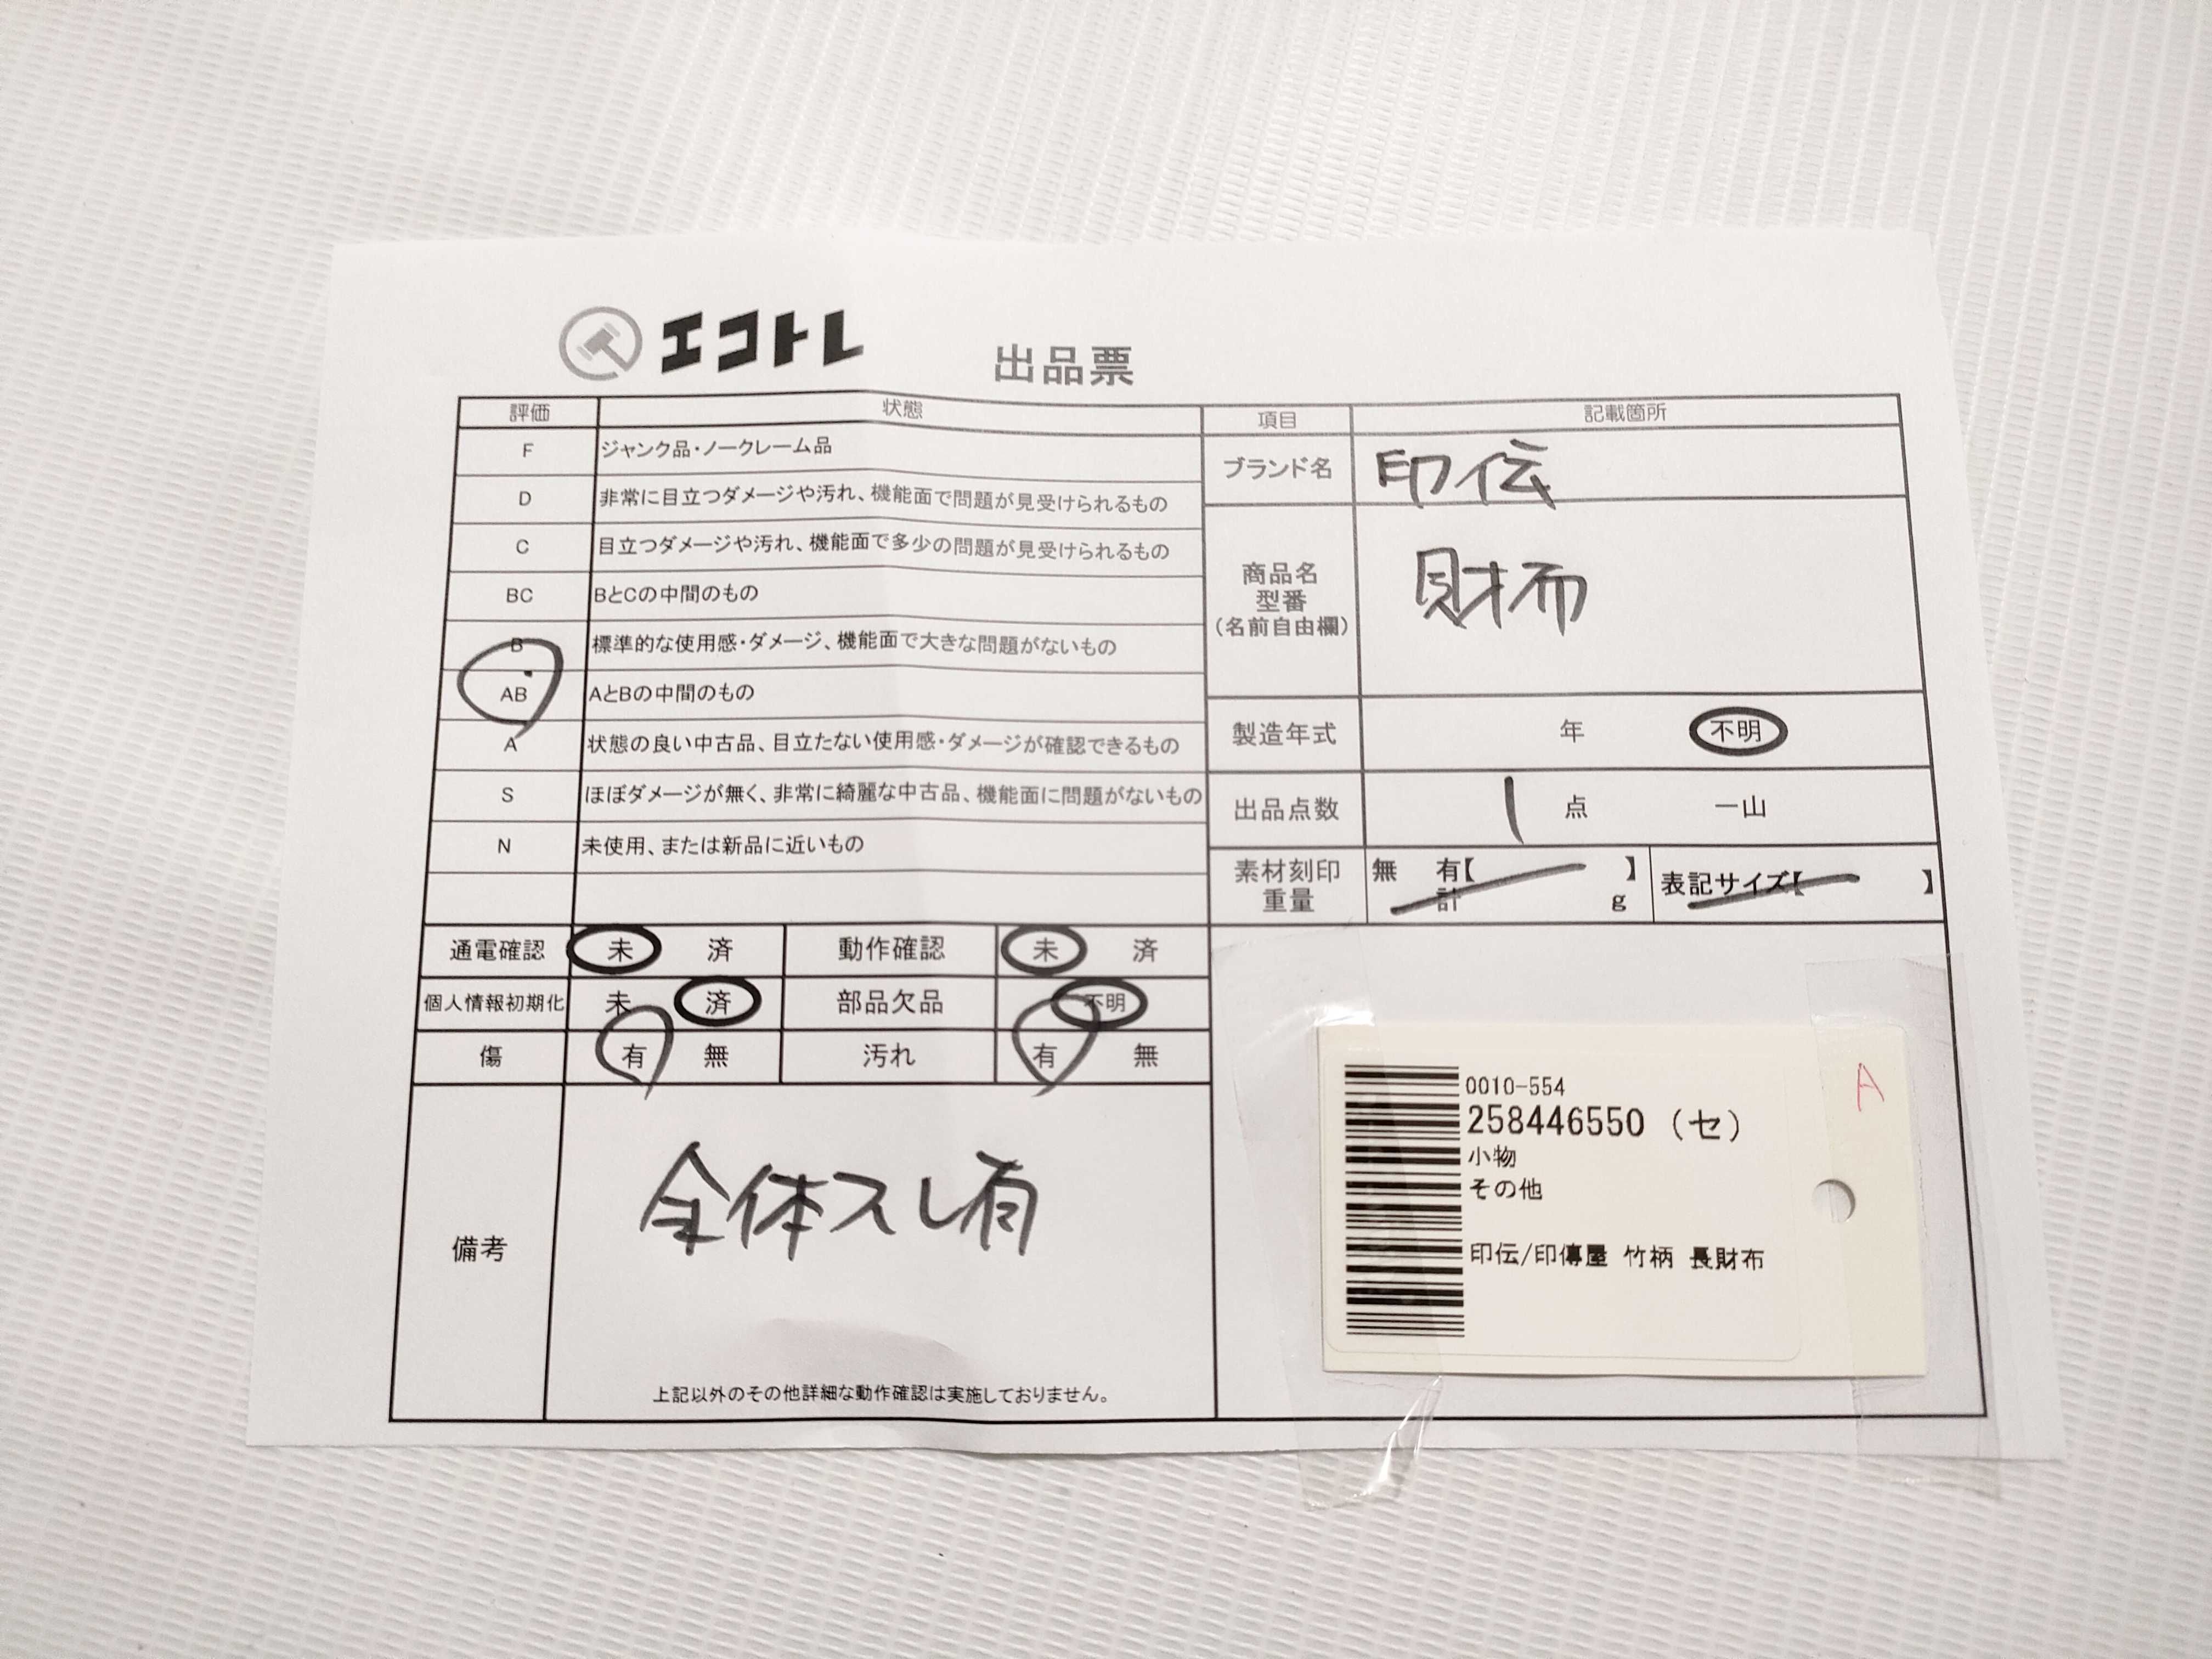 エコトレ
出品票
評価 状態
F ジャンク品・ノークレーム品
D 非常に目立つダメージや汚れ、機能面で問題が見受けられるもの
C 目立つダメージや汚れ、機能面で多少の問題が見受けられるもの
BC BとCの中間のもの
B 標準的な使用感・ダメージ、機能面で大きな問題がないもの
AB AとBの中間のもの
A 状態の良い中古品、目立たない使用感・ダメージが確認できるもの
S ほぼダメージが無く、非常に綺麗な中古品、機能面に問題がないもの
N 未使用、または新品に近いもの
項目 記載箇所
ブランド名 印伝
商品名
型番
(名前自由欄)
財布
製造年式 年 不明
出品点数 1 点 一山
素材刻印
重量
無 有【 】
計 g
表記サイズ【 】
通電確認 未 済 動作確認 未 済
個人情報初期化 未 済 部品欠品 不明
傷 有 無 汚れ 有 無
備考
全体スレ有
上記以外のその他詳細な動作確認は実施しておりません。
A
0010-554
258446550 (セ)
小物
その他
印伝/印傳屋 竹柄 長財布